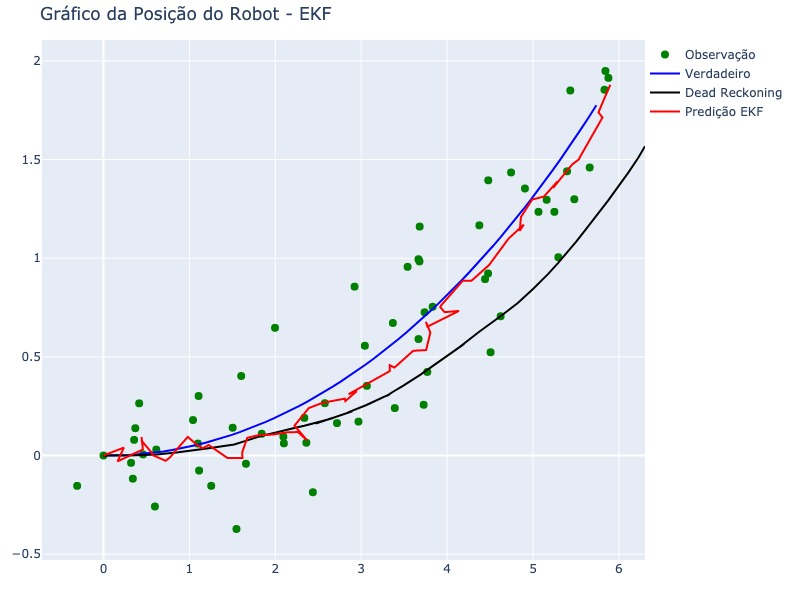 Gráfico da Posição do Robot - EKF
Observação
Verdadeiro
Dead Reckoning
Predição EKF
2
1.5
1
0.5
0
−0.5
0 1 2 3 4 5 6